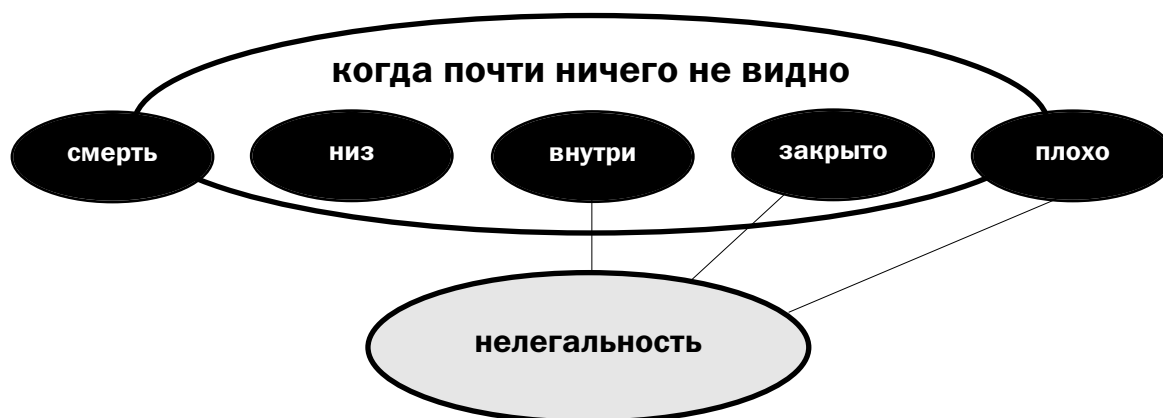 когда почти ничего не видно
смерть низ внутри закрыто плохо
нелегальность